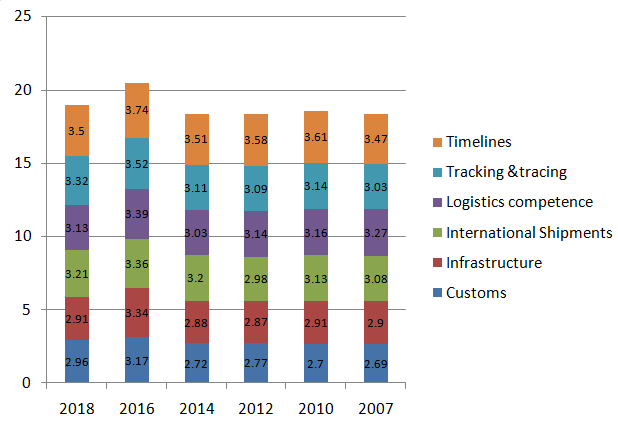 25
20
15
10
5
0
3.5 3.74 3.51 3.58 3.61 3.47
3.32 3.52 3.11 3.09 3.14 3.03
3.13 3.39 3.03 3.14 3.16 3.27
3.21 3.36 3.2 2.98 3.13 3.08
2.91 3.34 2.88 2.87 2.91 2.9
2.96 3.17 2.72 2.77 2.7 2.69
2018 2016 2014 2012 2010 2007
Timelines
Tracking &tracing
Logistics competence
International Shipments
Infrastructure
Customs